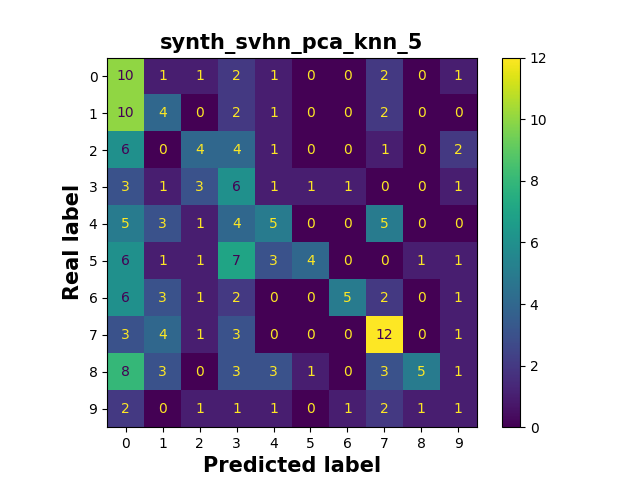 synth_svhn_pca_knn_5
0 10 1 1 2 1 0 0 2 0 1
1 10 4 0 2 1 0 0 2 0 0
2 6 0 4 4 1 0 0 1 0 2
3 3 1 3 6 1 1 1 0 0 1
4 5 3 1 4 5 0 0 5 0 0
5 6 1 1 7 3 4 0 0 1 1
6 6 3 1 2 0 0 5 2 0 1
7 3 4 1 3 0 0 0 12 0 1
8 8 3 0 3 3 1 0 3 5 1
9 2 0 1 1 1 0 1 2 1 1
0 1 2 3 4 5 6 7 8 9
Predicted label
Real label
12
10
8
6
4
2
0